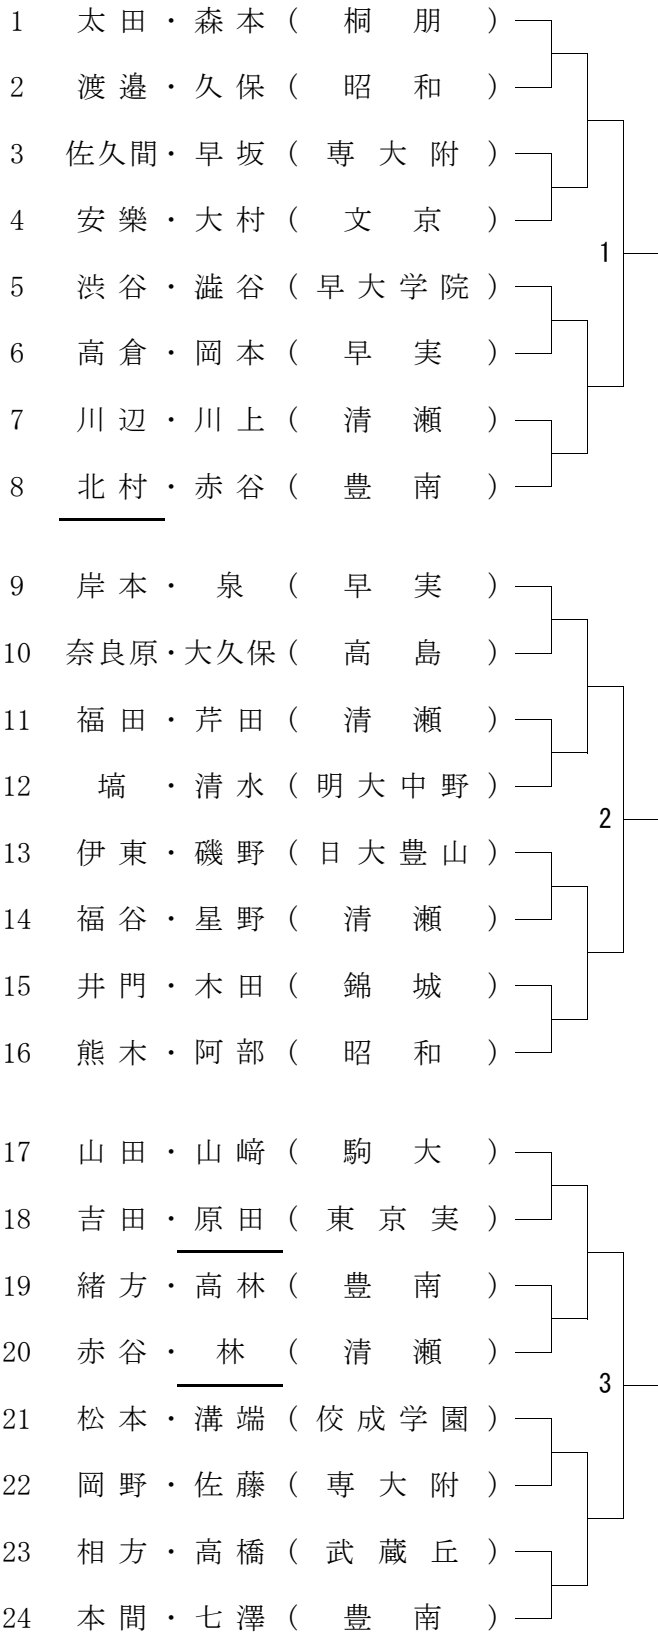 1 太田・森本(桐朋)
2 渡邉・久保(昭和)
3 佐久間・早坂(専大附)
4 安樂・大村(文京)
1
5 渋谷・澁谷(早大学院)
6 高倉・岡本(早実)
7 川辺・川上(清瀬)
8 北村・赤谷(豊南)
9 岸本・泉(早実)
10 奈良原・大久保(高島)
11 福田・芹田(清瀬)
12 塙・清水(明大中野)
2
13 伊東・磯野(日大豊山)
14 福谷・星野(清瀬)
15 井門・木田(錦城)
16 熊木・阿部(昭和)
17 山田・山﨑(駒大)
18 吉田・原田(東京実)
19 緒方・高林(豊南)
20 赤谷・林(清瀬)
3
21 松本・溝端(佼成学園)
22 岡野・佐藤(専大附)
23 相方・高橋(武蔵丘)
24 本間・七澤(豊南)